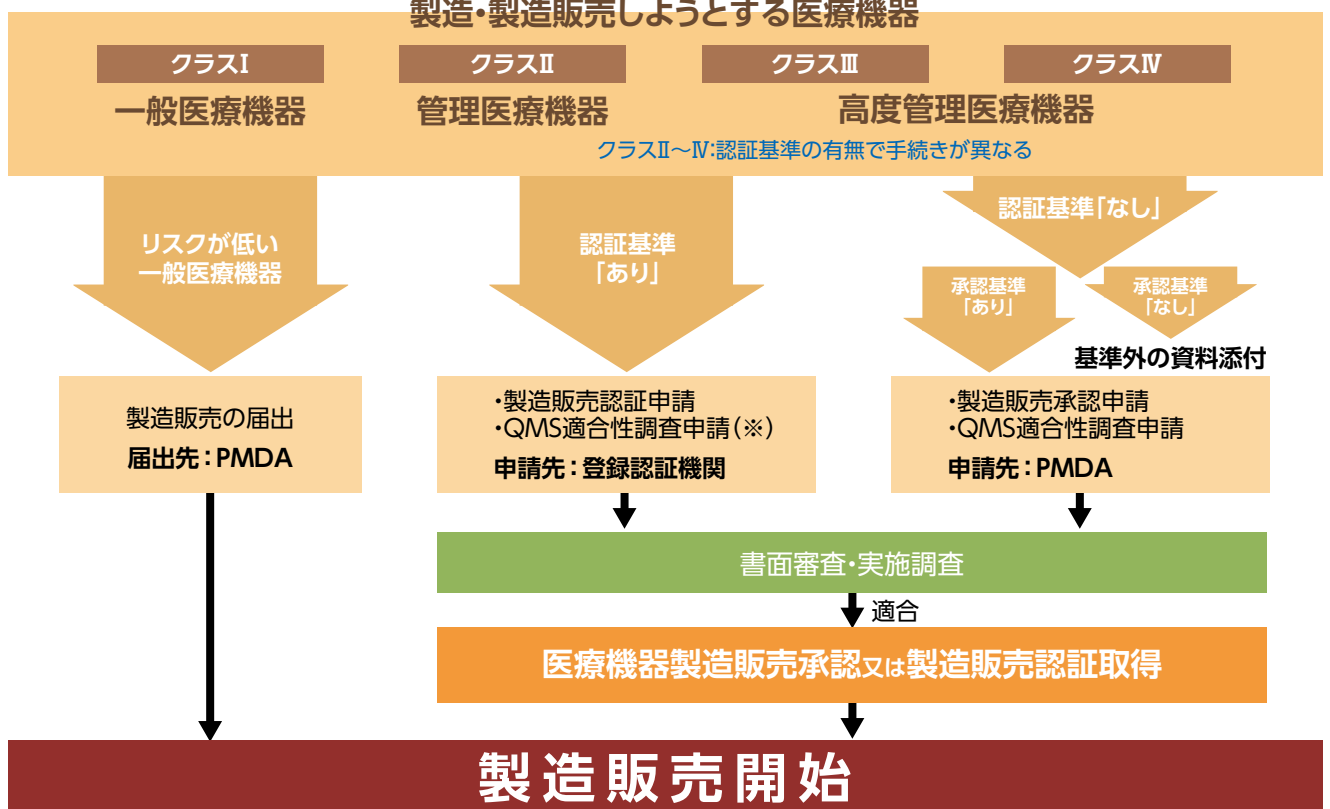 製造・製造販売しようとする医療機器
クラスⅠ
クラスⅡ
クラスⅢ
クラスⅣ
一般医療機器
管理医療機器
高度管理医療機器
クラスⅡ～Ⅳ:認証基準の有無で手続きが異なる
リスクが低い
一般医療機器
認証基準
「あり」
認証基準「なし」
承認基準
「あり」
承認基準
「なし」
基準外の資料添付
製造販売の届出
届出先：PMDA
・製造販売認証申請
・QMS適合性調査申請(※)
申請先：登録認証機関
・製造販売承認申請
・QMS適合性調査申請
申請先：PMDA
書面審査・実施調査
適合
医療機器製造販売承認又は製造販売認証取得
製造販売開始